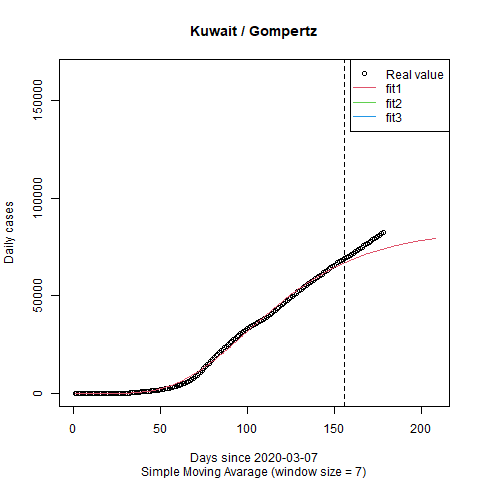 Kuwait / Gompertz
Real value
fit1
fit2
fit3
Daily cases
0
50000
100000
150000
0
50
100
150
200
Days since 2020-03-07
Simple Moving Avarage (window size = 7)